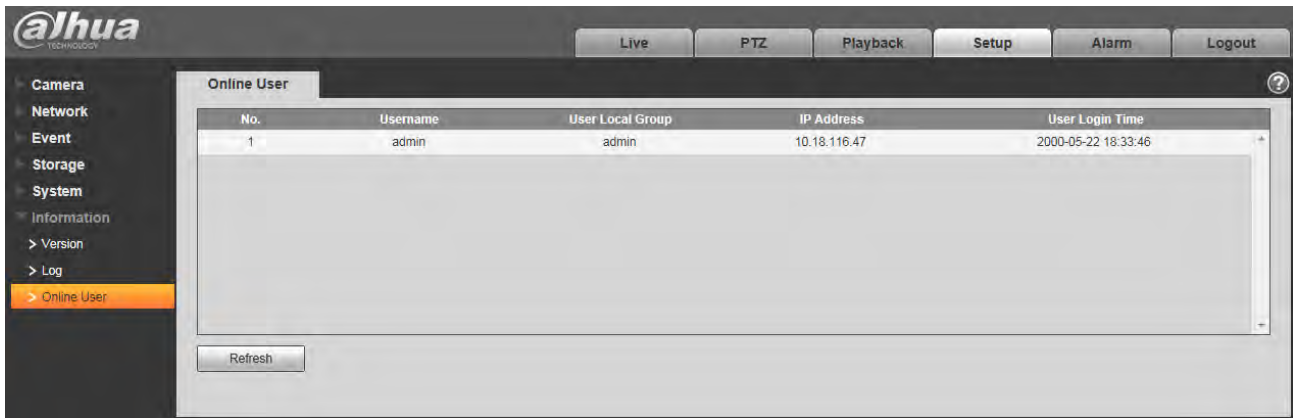 alhua
TECHNOLOGY
Live PTZ Playback Setup Alarm Logout
Camera
Network
Event
Storage
System
Information
> Version
> Log
> Online User
Online User
?
No. Username User Local Group IP Address User Login Time
1 admin admin 10.18.116.47 2000-05-22 18:33:46
Refresh